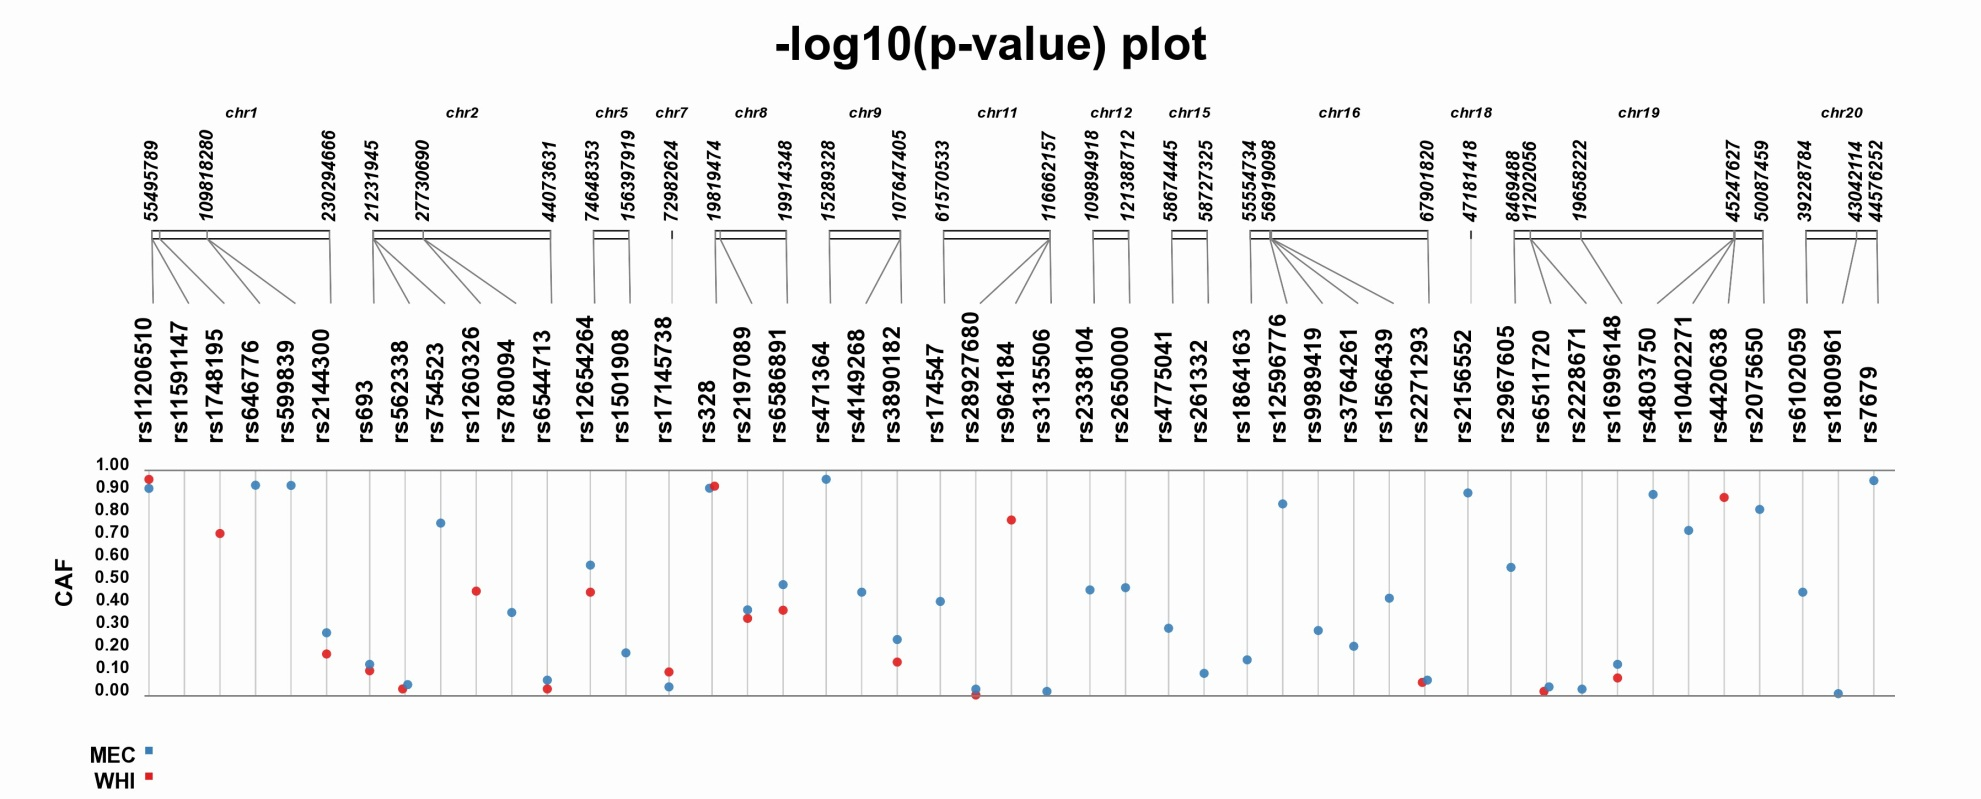 -log10(p-value) plot
chr1 chr2 chr5 chr7 chr8 chr9 chr11 chr12 chr15 chr16 chr18 chr19 chr20
55495789 109818280 230294666 21231945 27730690 44073631 74648353 156397919 72982624 19819474 19914348 15289328 107647405 61570533 116662157 109894918 121388712 58674445 58727325 55554734 56919098 67901820 47181418 8469488 11202056 19658222 45247627 50087459 39228784 43042114 44576252
rs11206510 rs11591147 rs1748195 rs646776 rs599839 rs2144300 rs693 rs562338 rs754523 rs1260326 rs780094 rs6544713 rs12654264 rs1501908 rs17145738 rs328 rs2197089 rs6586891 rs471364 rs4149268 rs3890182 rs174547 rs28927680 rs964184 rs3135506 rs2338104 rs2650000 rs4775041 rs261332 rs1864163 rs12596776 rs9989419 rs3764261 rs1566439 rs2271293 rs2156552 rs2967605 rs6511720 rs2228671 rs16996148 rs4803750 rs10402271 rs4420638 rs2075650 rs6102059 rs1800961 rs7679
1.00
0.90
0.80
0.70
0.60
0.50
0.40
0.30
0.20
0.10
0.00
CAF
MEC
WHI